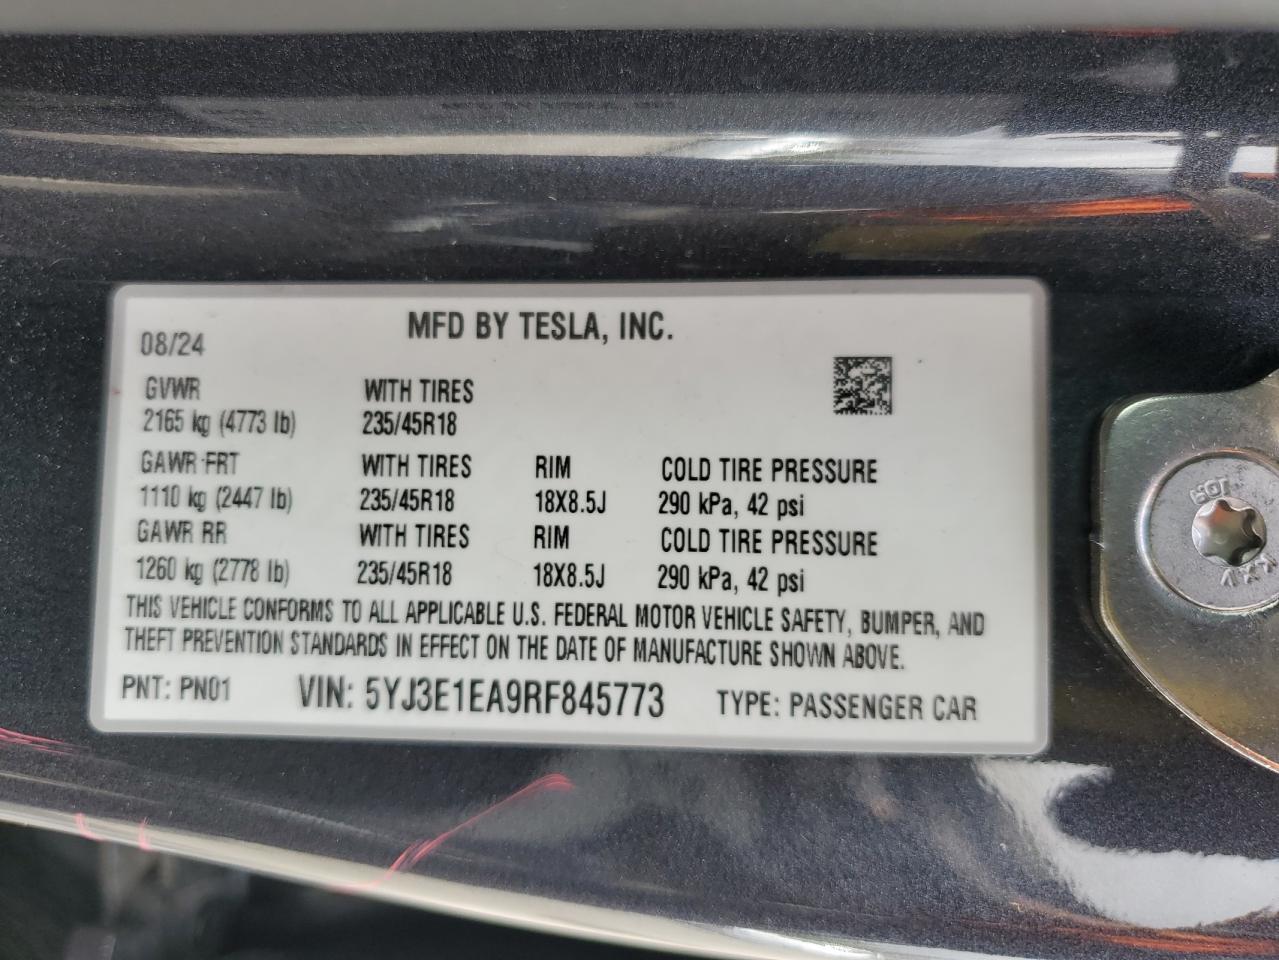 MFD BY TESLA, INC.
08/24
GVWR WITH TIRES
2165 kg (4773 lb) 235/45R18
GAWR FRT WITH TIRES RIM COLD TIRE PRESSURE
1110 kg (2447 lb) 235/45R18 18X8.5J 290 kPa, 42 psi
GAWR RR WITH TIRES RIM COLD TIRE PRESSURE
1260 kg (2778 lb) 235/45R18 18X8.5J 290 kPa, 42 psi
THIS VEHICLE CONFORMS TO ALL APPLICABLE U.S. FEDERAL MOTOR VEHICLE SAFETY, BUMPER, AND
THEFT PREVENTION STANDARDS IN EFFECT ON THE DATE OF MANUFACTURE SHOWN ABOVE.
PNT: PN01 VIN: 5YJ3E1EA9RF845773 TYPE: PASSENGER CAR